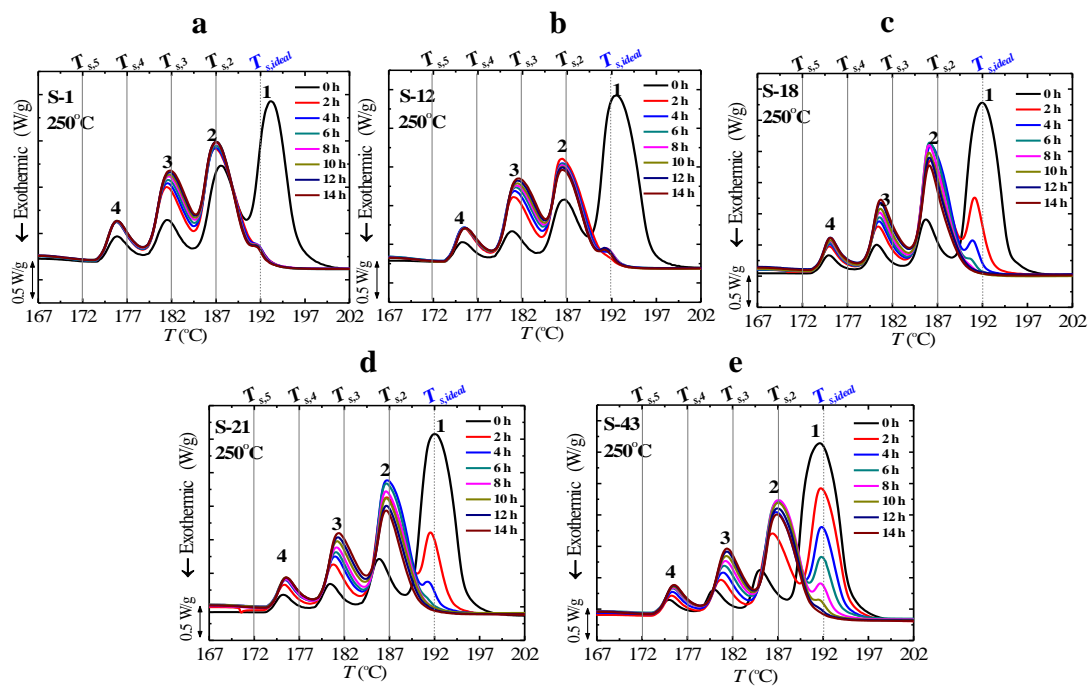 a
T s,5 T s,4 T s,3 T s,2 T s,ideal
S-1
250°C
1
2
3
4
0 h
2 h
4 h
6 h
8 h
10 h
12 h
14 h
← Exothermic (W/g)
0.5 W/g
167 172 177 182 187 192 197 202
T (°C)
b
T s,5 T s,4 T s,3 T s,2 T s,ideal
S-12
250°C
1
2
3
4
0 h
2 h
4 h
6 h
8 h
10 h
12 h
14 h
← Exothermic (W/g)
0.5 W/g
167 172 177 182 187 192 197 202
T (°C)
c
T s,5 T s,4 T s,3 T s,2 T s,ideal
S-18
250°C
1
2
3
4
0 h
2 h
4 h
6 h
8 h
10 h
12 h
14 h
← Exothermic (W/g)
0.5 W/g
167 172 177 182 187 192 197 202
T (°C)
d
T s,5 T s,4 T s,3 T s,2 T s,ideal
S-21
250°C
1
2
3
4
0 h
2 h
4 h
6 h
8 h
10 h
12 h
14 h
← Exothermic (W/g)
0.5 W/g
167 172 177 182 187 192 197 202
T (°C)
e
T s,5 T s,4 T s,3 T s,2 T s,ideal
S-43
250°C
1
2
3
4
0 h
2 h
4 h
6 h
8 h
10 h
12 h
14 h
← Exothermic (W/g)
0.5 W/g
167 172 177 182 187 192 197 202
T (°C)